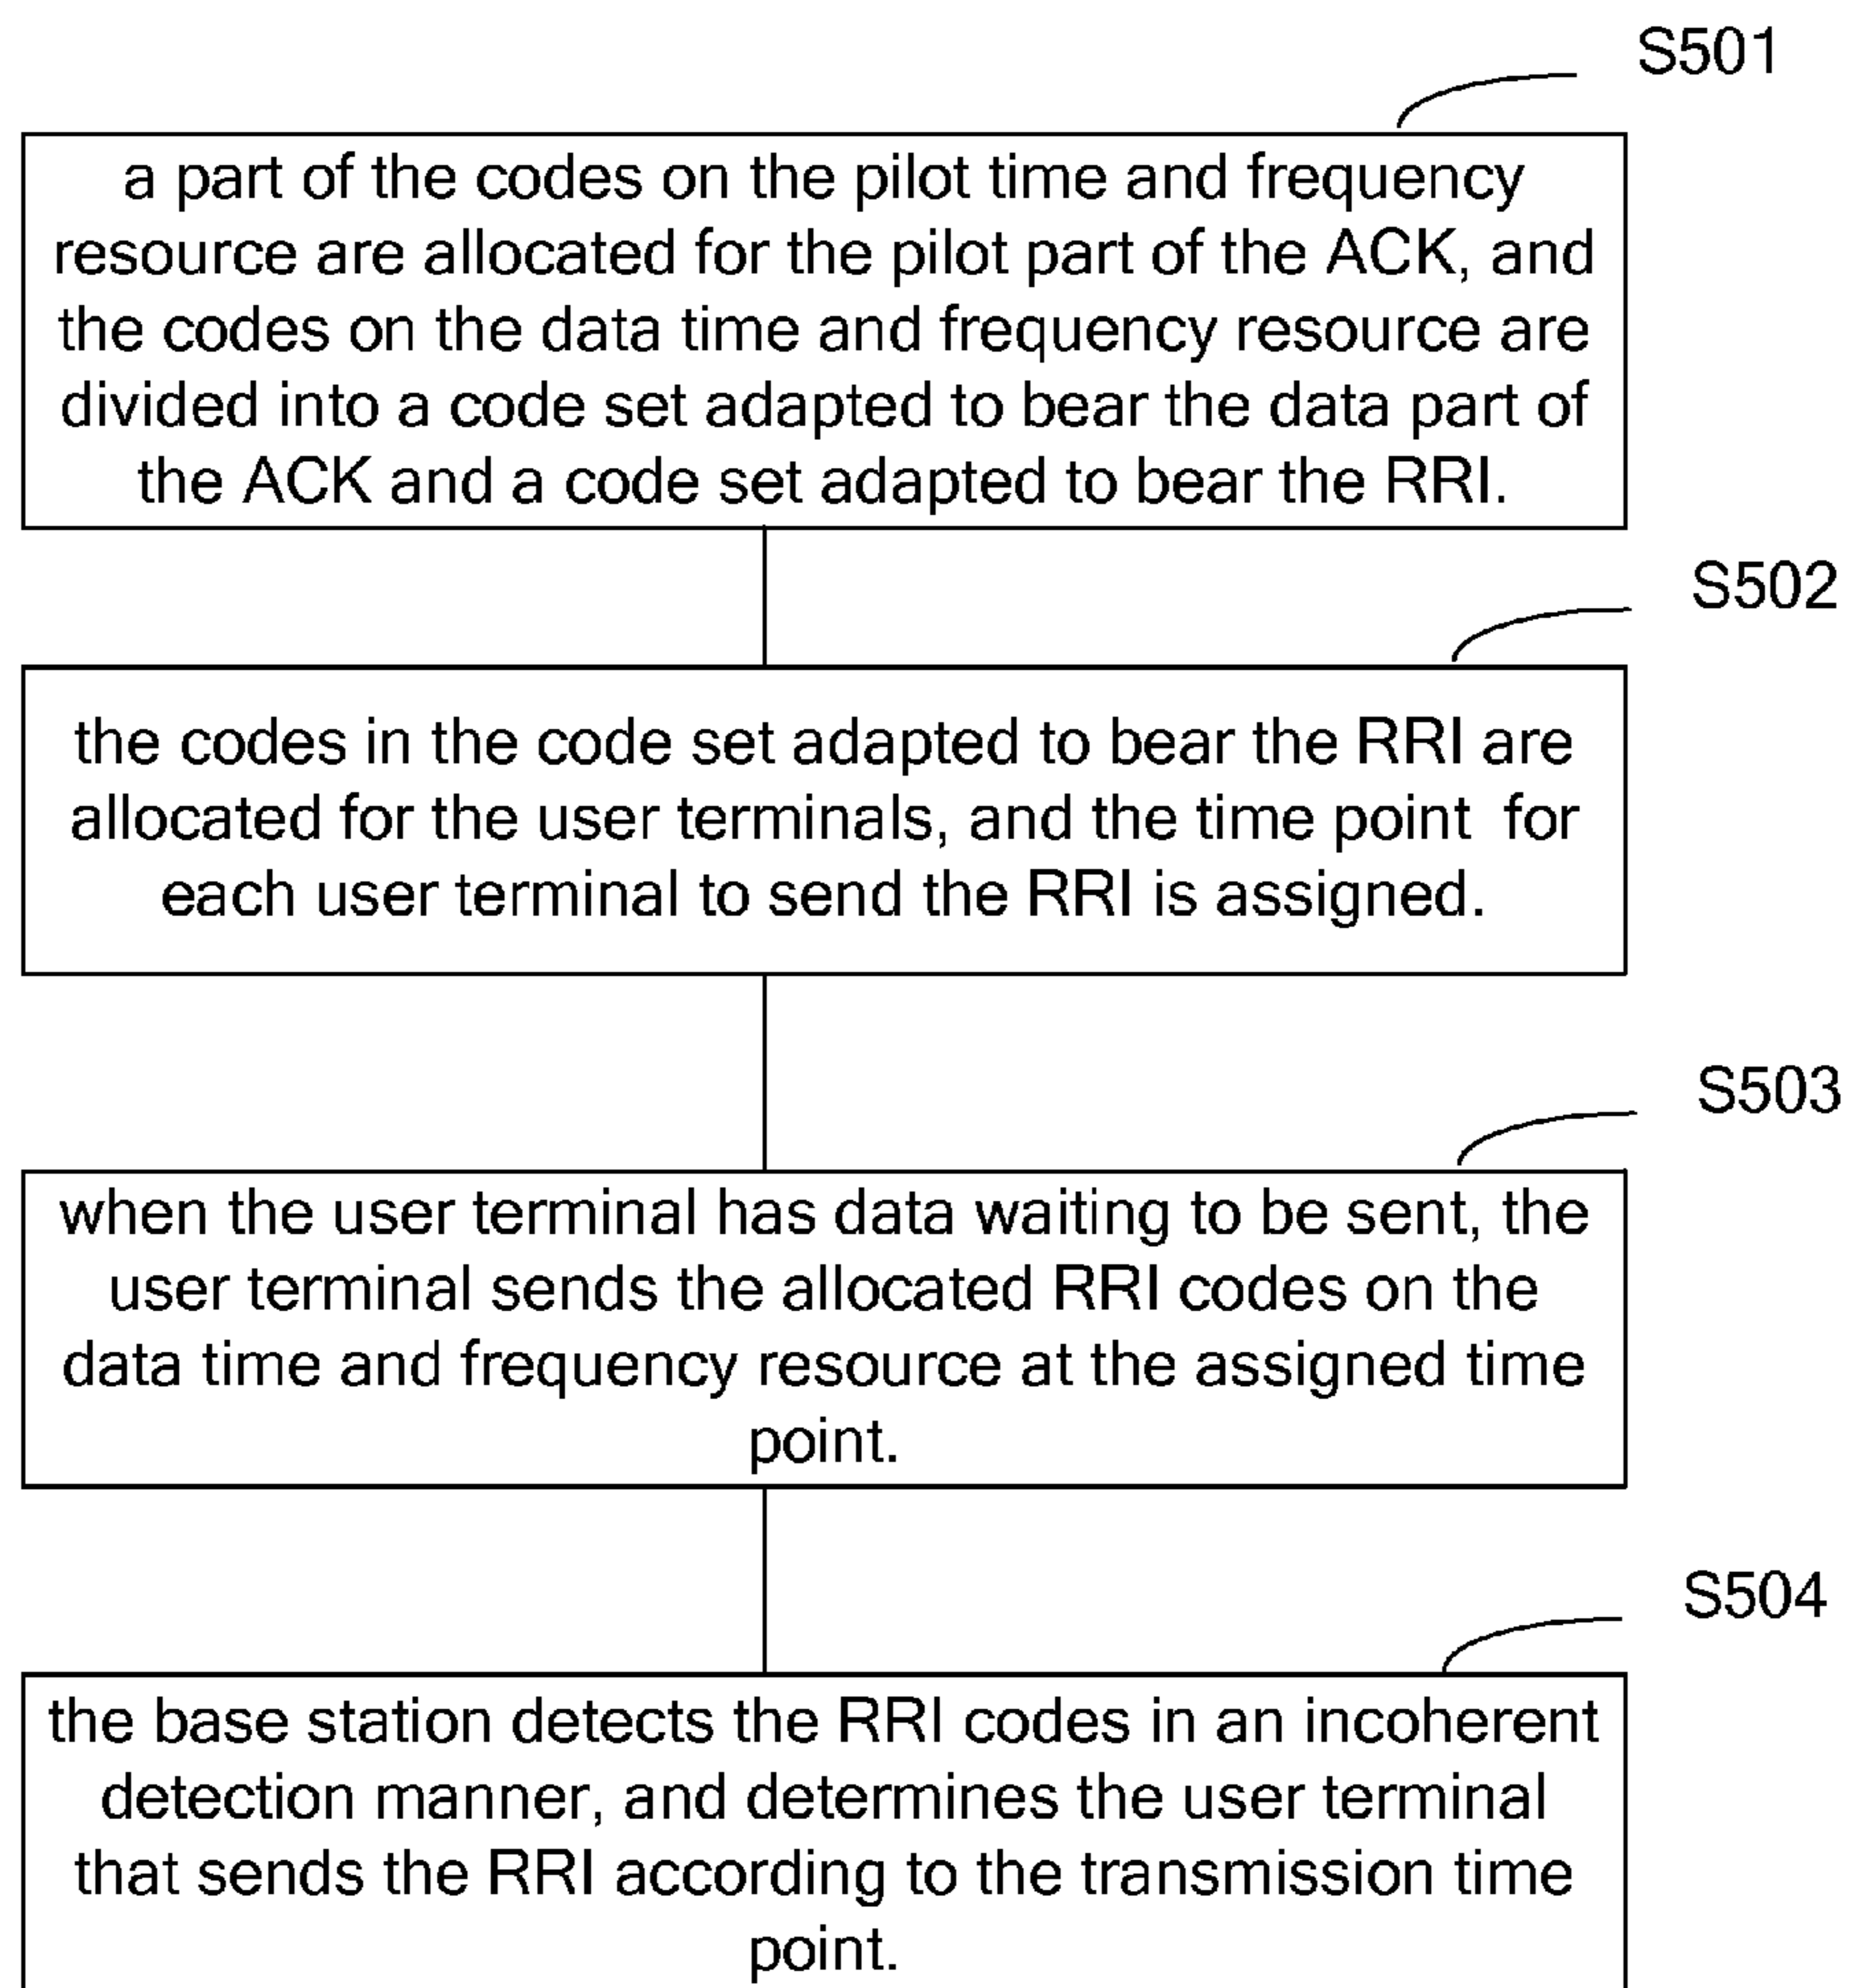 S501
a part of the codes on the pilot time and frequency
resource are allocated for the pilot part of the ACK, and
the codes on the data time and frequency resource are
divided into a code set adapted to bear the data part of
the ACK and a code set adapted to bear the RRI.
S502
the codes in the code set adapted to bear the RRI are
allocated for the user terminals, and the time point for
each user terminal to send the RRI is assigned.
S503
when the user terminal has data waiting to be sent, the
user terminal sends the allocated RRI codes on the
data time and frequency resource at the assigned time
point.
S504
the base station detects the RRI codes in an incoherent
detection manner, and determines the user terminal
that sends the RRI according to the transmission time
point.